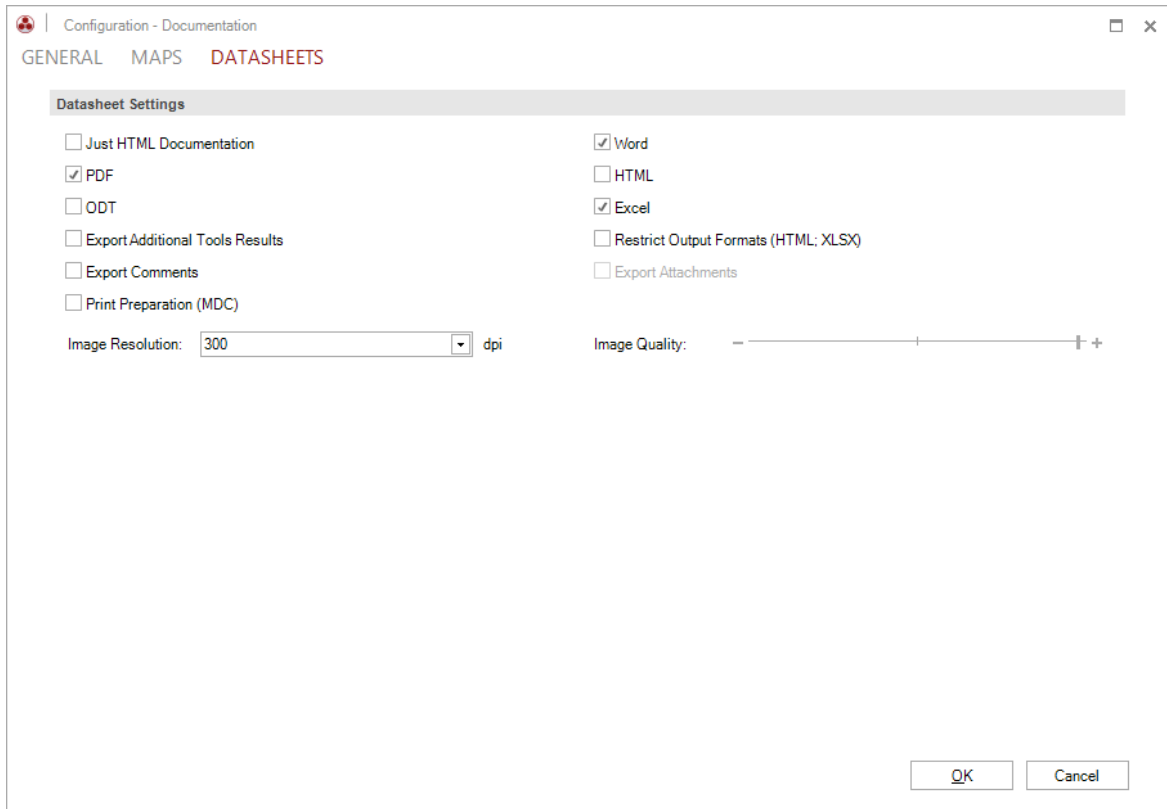 Configuration - Documentation
GENERAL MAPS DATASHEETS
Datasheet Settings
Just HTML Documentation Word
PDF HTML
ODT Excel
Export Additional Tools Results Restrict Output Formats (HTML; XLSX)
Export Comments Export Attachments
Print Preparation (MDC)
Image Resolution: 300 dpi Image Quality:
OK Cancel